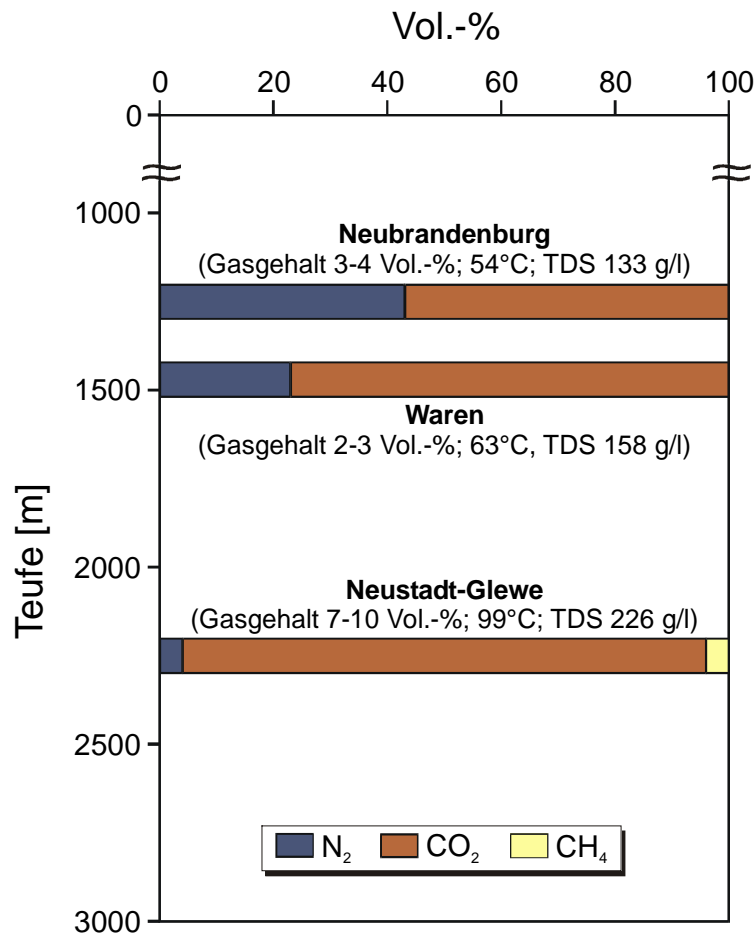 Vol.-%
0 20 40 60 80 100
0
1000
Neubrandenburg
(Gasgehalt 3-4 Vol.-%; 54°C; TDS 133 g/l)
1500
Waren
(Gasgehalt 2-3 Vol.-%; 63°C, TDS 158 g/l)
Teufe [m]
2000
Neustadt-Glewe
(Gasgehalt 7-10 Vol.-%; 99°C; TDS 226 g/l)
2500
N₂ CO₂ CH₄
3000